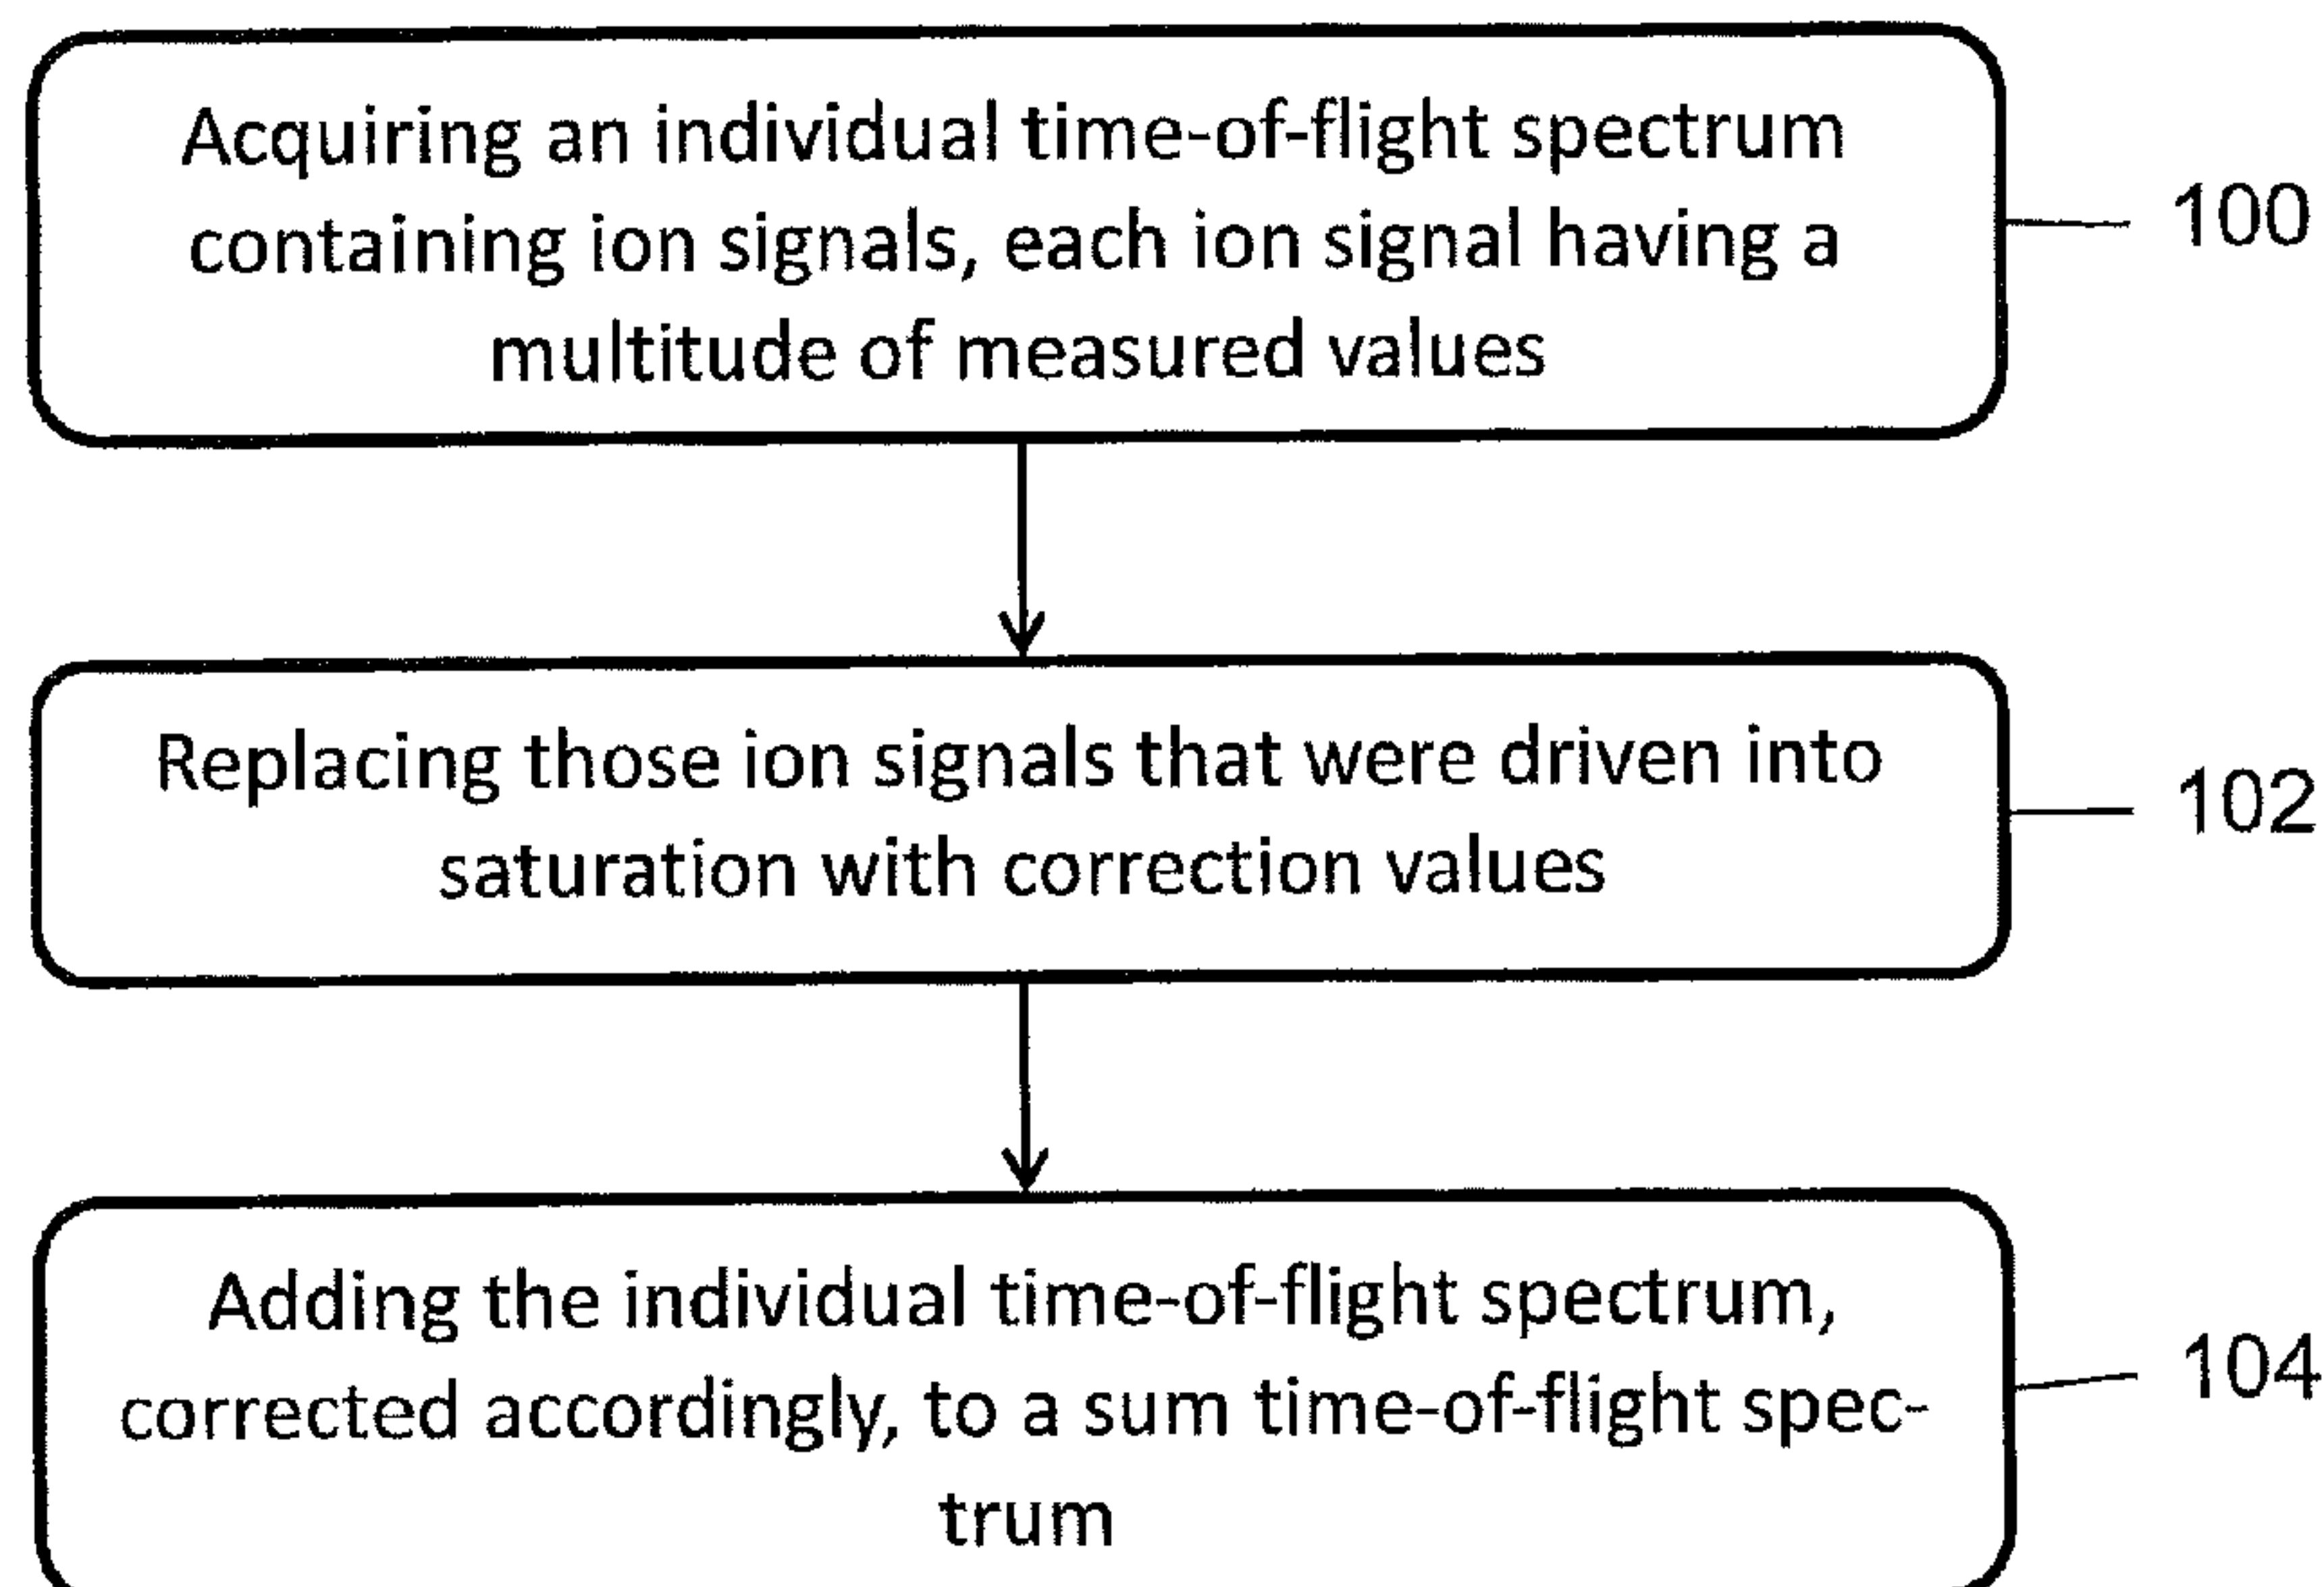 Acquiring an individual time-of-flight spectrum
containing ion signals, each ion signal having a
multitude of measured values
100
Replacing those ion signals that were driven into
saturation with correction values
102
Adding the individual time-of-flight spectrum,
corrected accordingly, to a sum time-of-flight spec-
trum
104